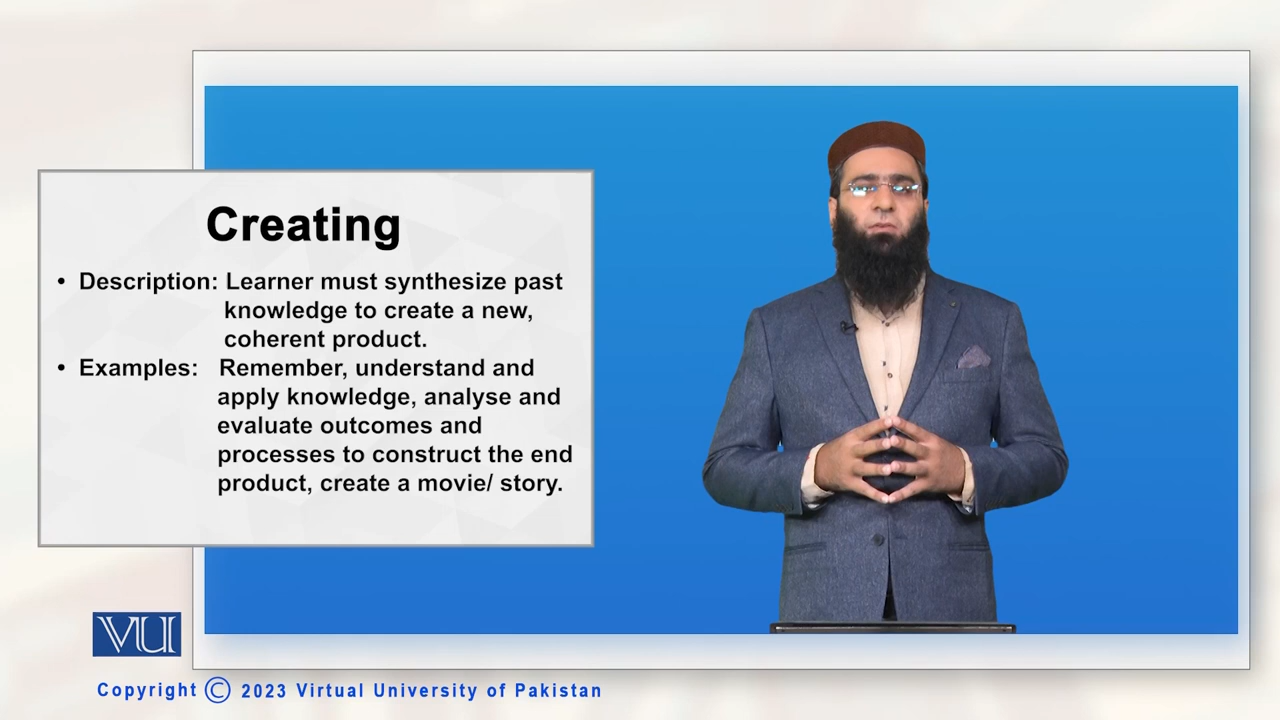 Creating
• Description: Learner must synthesize past
knowledge to create a new,
coherent product.
• Examples: Remember, understand and
apply knowledge, analyse and
evaluate outcomes and
processes to construct the end
product, create a movie/ story.
VU
Copyright © 2023 Virtual University of Pakistan